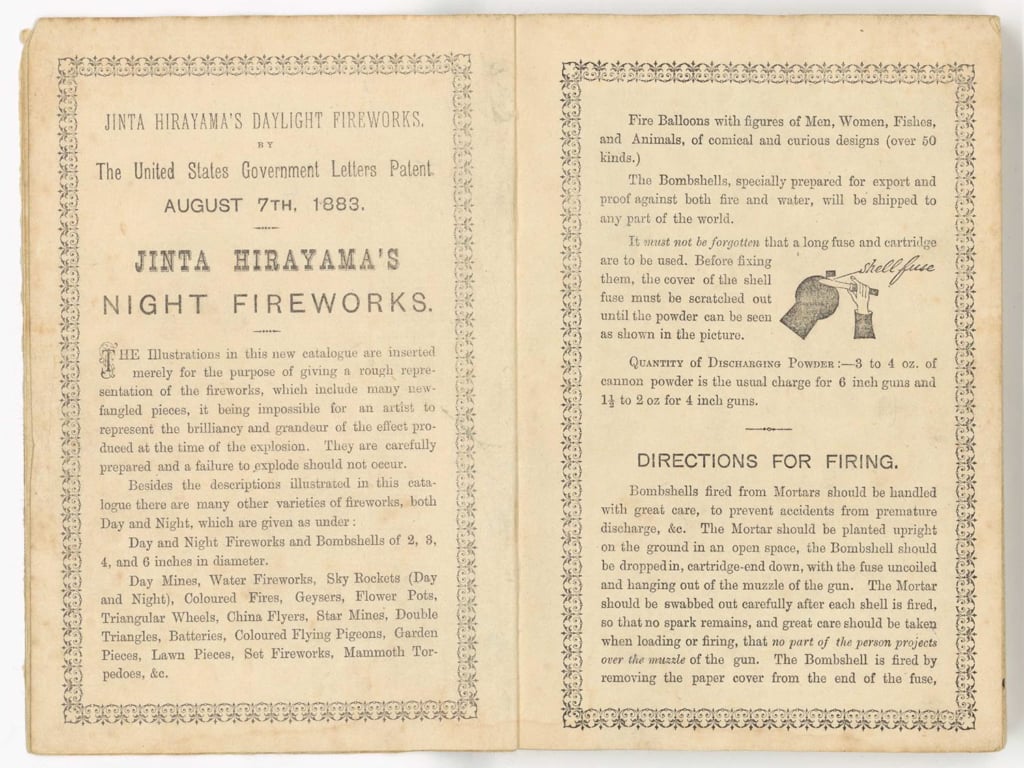 JINTA HIRAYAMA'S DAYLIGHT FIREWORKS.
BY
The United States Government Letters Patent.
AUGUST 7TH, 1883.
JINTA HIRAYAMA'S
NIGHT FIREWORKS.
THE Illustrations in this new catalogue are inserted
merely for the purpose of giving a rough repre-
sentation of the fireworks, which include many new-
fangled pieces, it being impossible for an artist to
represent the brilliancy and grandeur of the effect pro-
duced at the time of the explosion. They are carefully
prepared and a failure to explode should not occur.
Besides the descriptions illustrated in this cata-
logue there are many other varieties of fireworks, both
Day and Night, which are given as under :
Day and Night Fireworks and Bombshells of 2, 3,
4, and 6 inches in diameter.
Day Mines, Water Fireworks, Sky Rockets (Day
and Night), Coloured Fires, Geysers, Flower Pots,
Triangular Wheels, China Flyers, Star Mines, Double
Triangles, Batteries, Coloured Flying Pigeons, Garden
Pieces, Lawn Pieces, Set Fireworks, Mammoth Tor-
pedoes, &c.
Fire Balloons with figures of Men, Women, Fishes,
and Animals, of comical and curious designs (over 50
kinds.)
The Bombshells, specially prepared for export and
proof against both fire and water, will be shipped to
any part of the world.
It must not be forgotten that a long fuse and cartridge
are to be used. Before fixing
them, the cover of the shell
fuse must be scratched out
until the powder can be seen
as shown in the picture.
shell fuse
QUANTITY OF DISCHARGING POWDER :—3 to 4 oz. of
cannon powder is the usual charge for 6 inch guns and
1½ to 2 oz for 4 inch guns.
DIRECTIONS FOR FIRING.
Bombshells fired from Mortars should be handled
with great care, to prevent accidents from premature
discharge, &c. The Mortar should be planted upright
on the ground in an open space, the Bombshell should
be dropped in, cartridge-end down, with the fuse uncoiled
and hanging out of the muzzle of the gun. The Mortar
should be swabbed out carefully after each shell is fired,
so that no spark remains, and great care should be taken
when loading or firing, that no part of the person projects
over the muzzle of the gun. The Bombshell is fired by
removing the paper cover from the end of the fuse,